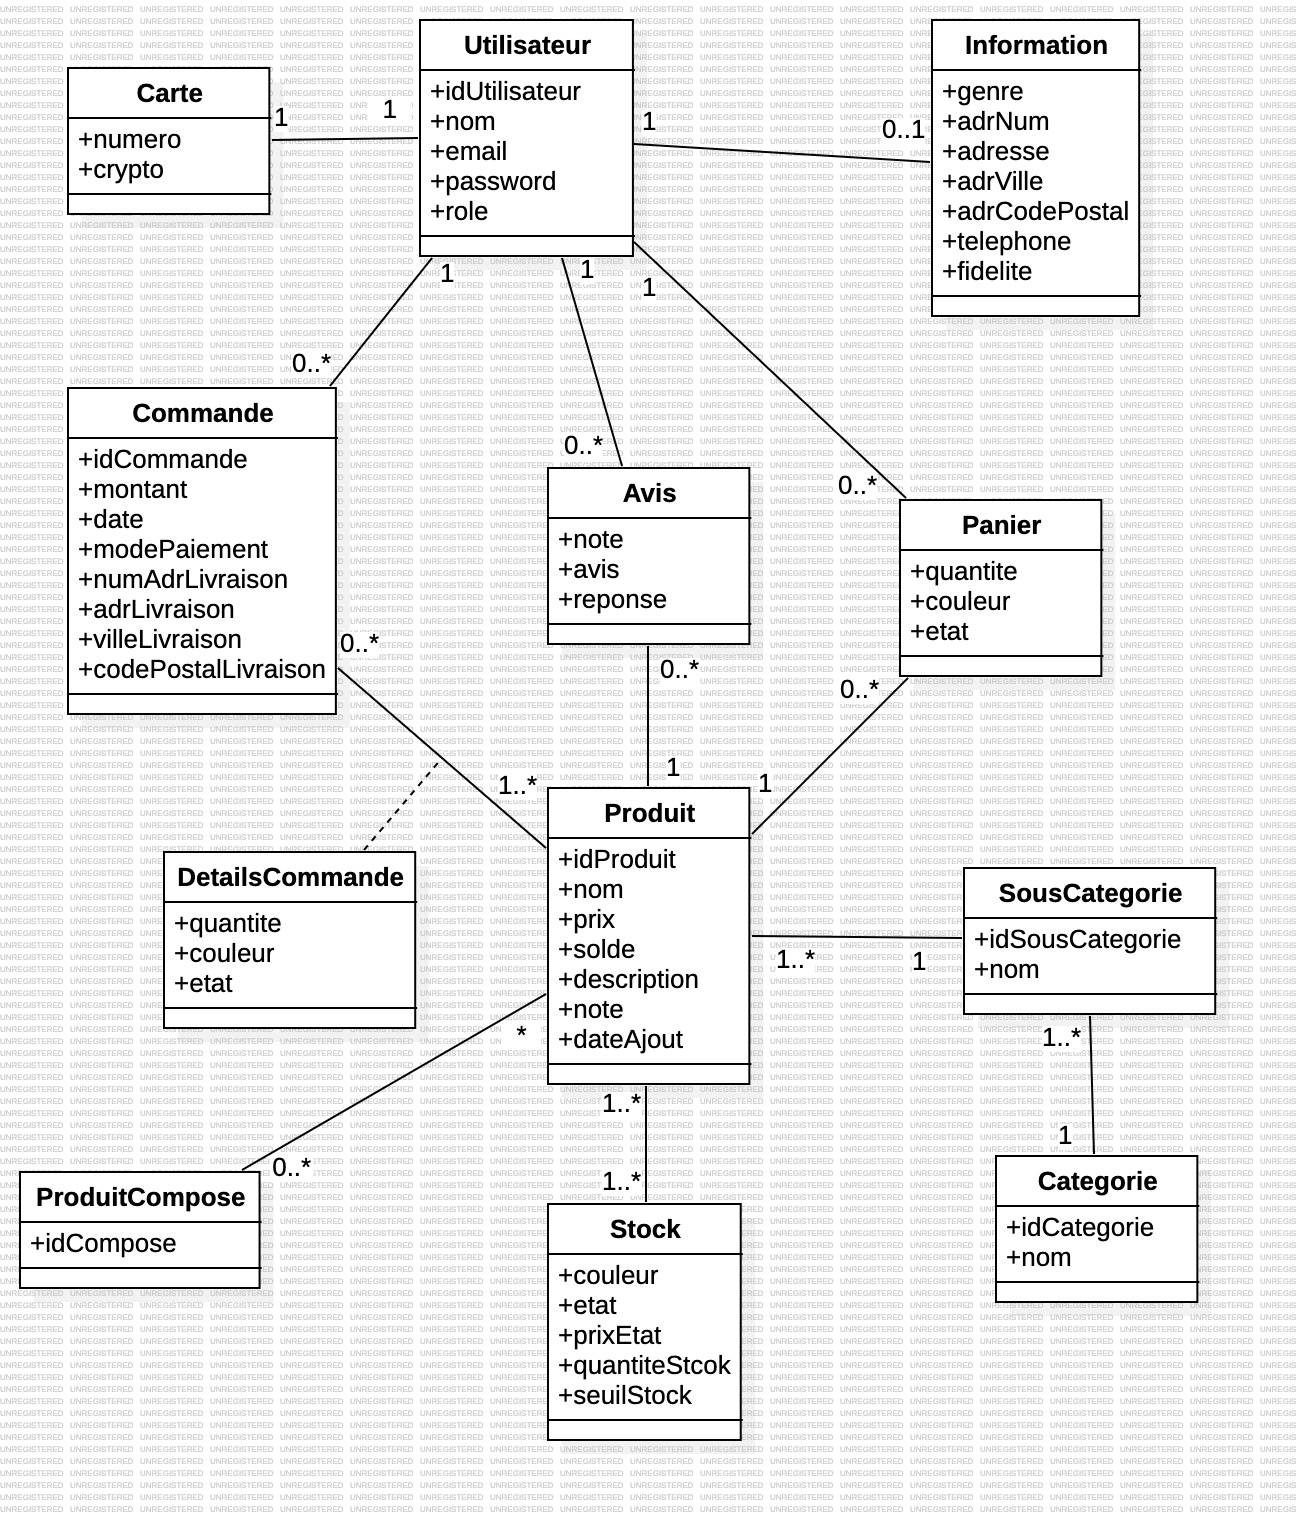 Utilisateur
+idUtilisateur
+nom
+email
+password
+role
Information
+genre
+adrNum
+adresse
+adrVille
+adrCodePostal
+telephone
+fidelite
Carte
+numero
+crypto
1
1
1
0..1
1
1
1
0..*
0..*
0..*
Commande
+idCommande
+montant
+date
+modePaiement
+numAdrLivraison
+adrLivraison
+villeLivraison
+codePostalLivraison
Avis
+note
+avis
+reponse
Panier
+quantite
+couleur
+etat
0..*
0..*
0..*
1..*
1
1
Produit
+idProduit
+nom
+prix
+solde
+description
+note
+dateAjout
DetailsCommande
+quantite
+couleur
+etat
SousCategorie
+idSousCategorie
+nom
1..*
1
*
0..*
1..*
1..*
1..*
1
ProduitCompose
+idCompose
Stock
+couleur
+etat
+prixEtat
+quantiteStcok
+seuilStock
Categorie
+idCategorie
+nom
UNREGISTERED